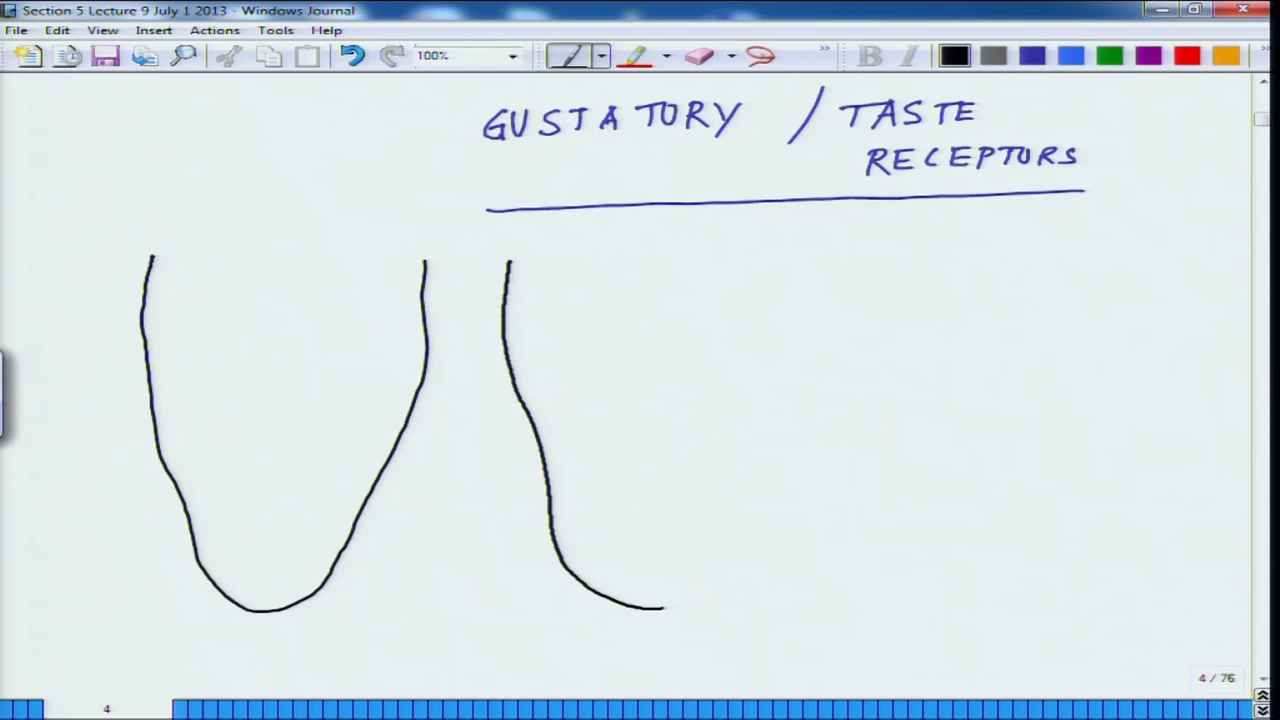 Section 5 Lecture 9 July 1 2013 - Windows Journal
File Edit View Insert Actions Tools Help
100%
B I
GUSTATORY / TASTE
RECEPTORS
4 / 76
4